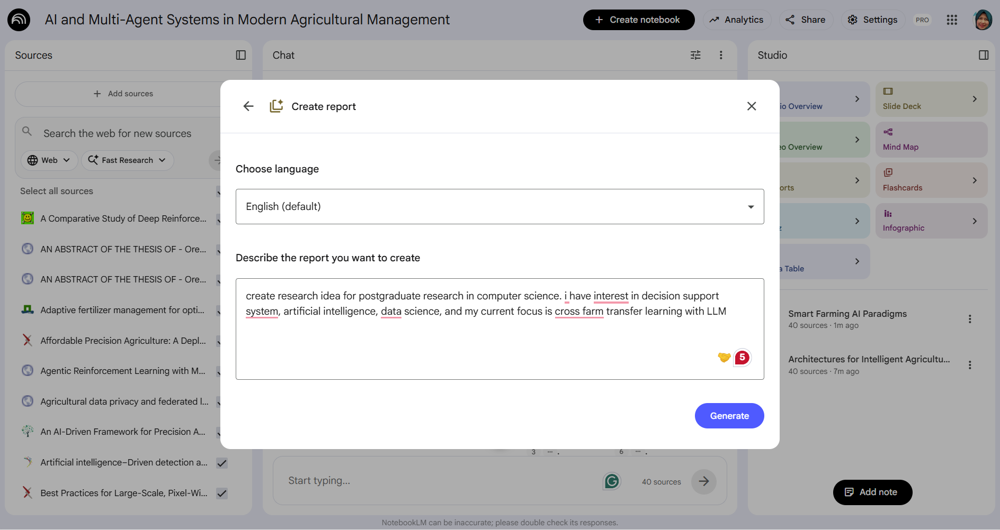 AI and Multi-Agent Systems in Modern Agricultural Management
Create notebook
Analytics
Share
Settings
PRO
Sources
Add sources
Search the web for new sources
Web
Fast Research
Select all sources
A Comparative Study of Deep Reinforce...
AN ABSTRACT OF THE THESIS OF - Ore...
AN ABSTRACT OF THE THESIS OF - Ore...
Adaptive fertilizer management for opti...
Affordable Precision Agriculture: A Depl...
Agentic Reinforcement Learning with M...
Agricultural data privacy and federated l...
An AI-Driven Framework for Precision A...
Artificial intelligence–Driven detection a...
Best Practices for Large-Scale, Pixel-Wi...
Chat
Create report
Choose language
English (default)
Describe the report you want to create
create research idea for postgraduate research in computer science. i have interest in decision support
system, artificial intelligence, data science, and my current focus is cross farm transfer learning with LLM
5
Generate
3 ... .
6 ... .
Start typing...
40 sources
NotebookLM can be inaccurate; please double check its responses.
Studio
io Overview
Slide Deck
eo Overview
Mind Map
orts
Flashcards
z
Infographic
a Table
Smart Farming AI Paradigms
40 sources · 1m ago
Architectures for Intelligent Agricultu...
40 sources · 7m ago
Add note